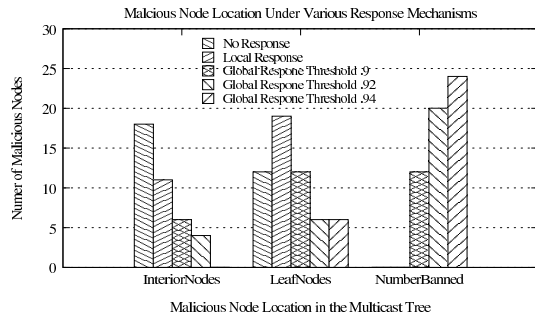 Malcious Node Location Under Various Response Mechanisms
Numer of Malicious Nodes
30
25
20
15
10
5
0
No Response
Local Response
Global Respone Threshold .9
Global Respone Threshold .92
Global Respone Threshold .94
InteriorNodes LeafNodes NumberBanned
Malicious Node Location in the Multicast Tree